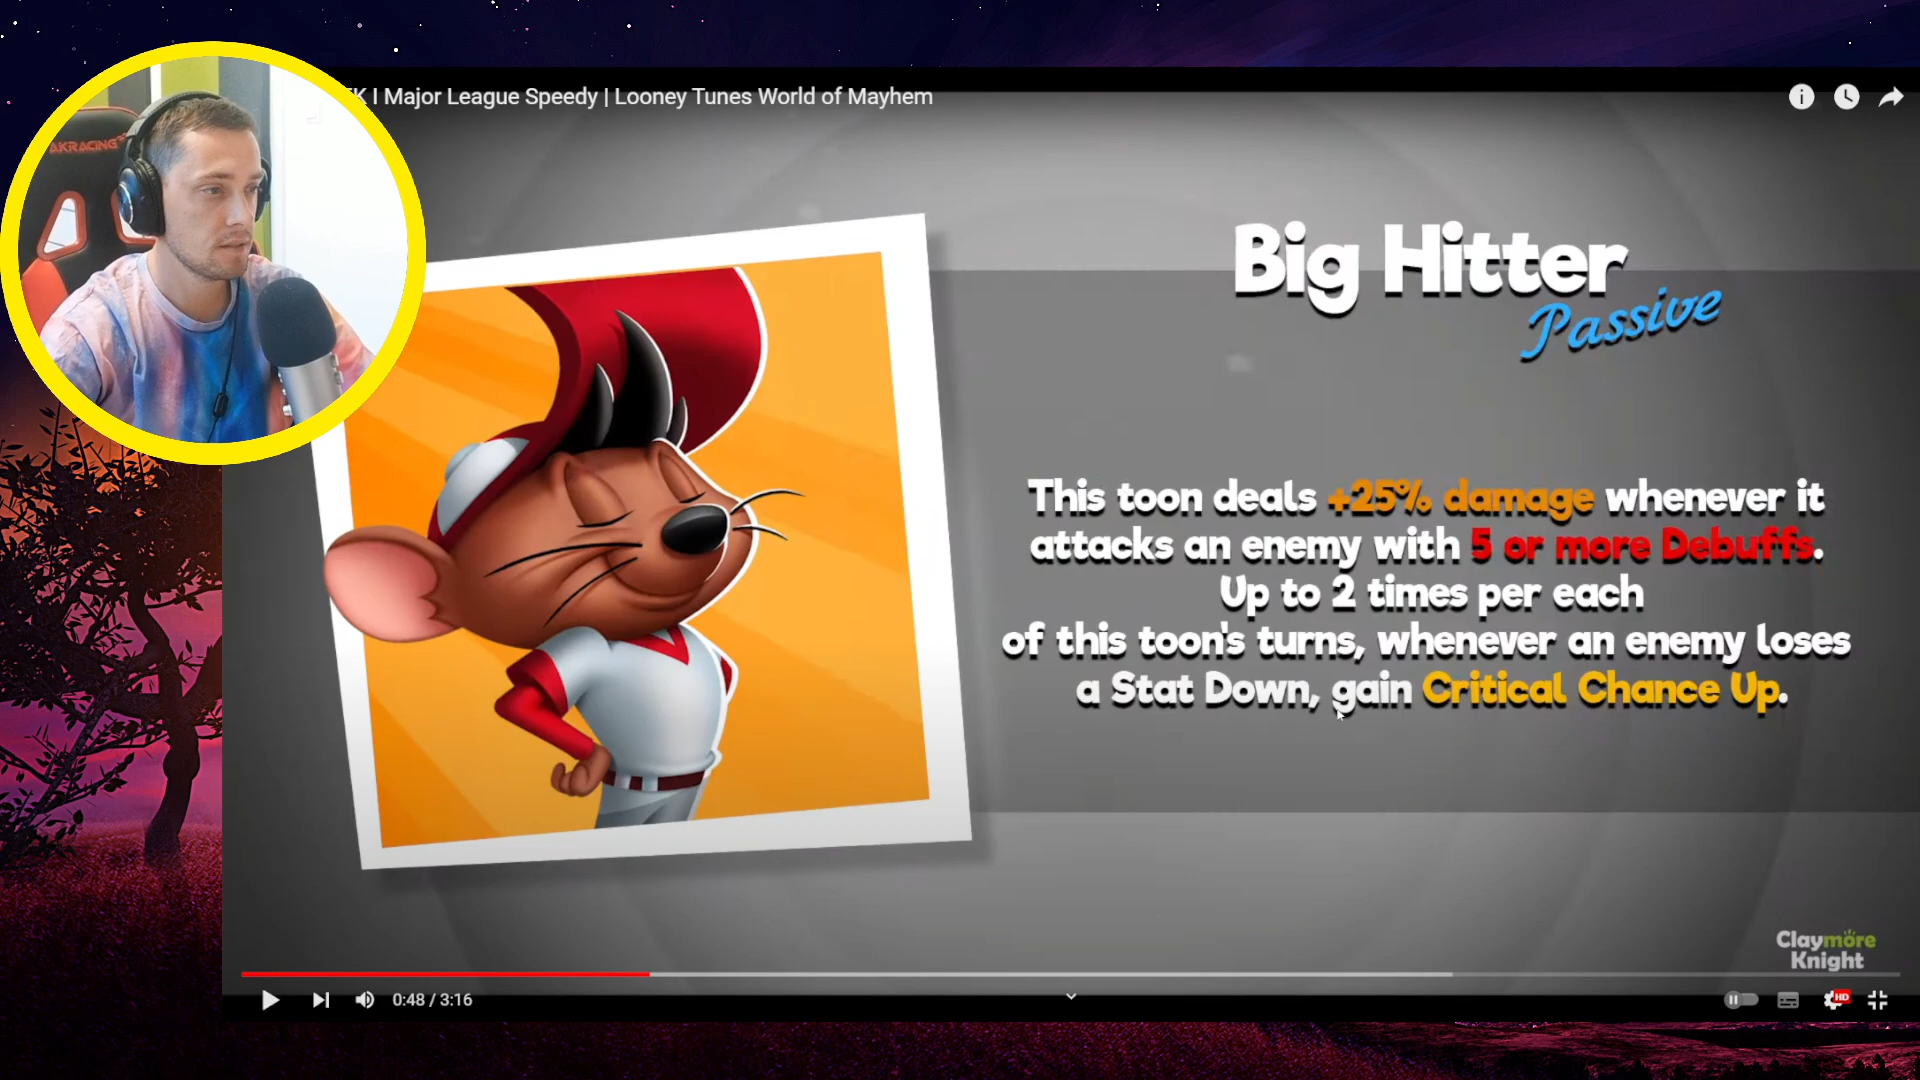 I Major League Speedy | Looney Tunes World of Mayhem
AKRACING
Big Hitter
Passive
This toon deals +25% damage whenever it
attacks an enemy with 5 or more Debuffs.
Up to 2 times per each
of this toon's turns, whenever an enemy loses
a Stat Down, gain Critical Chance Up.
Claymore
Knight
0:48 / 3:16
HD